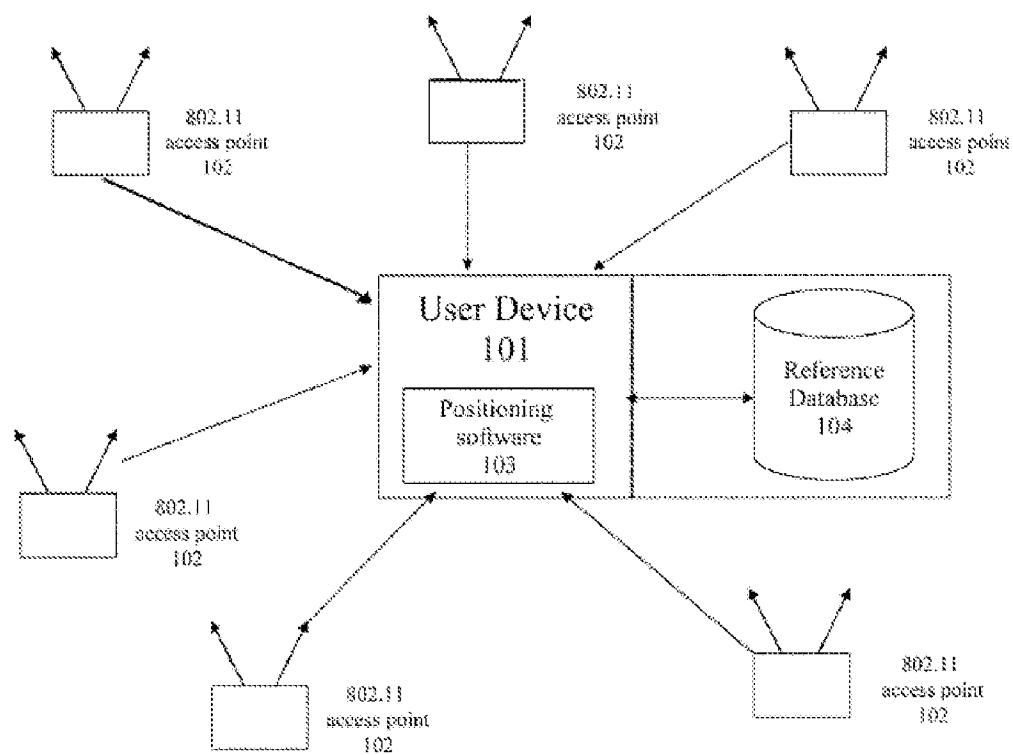 802.11
access point
102
802.11
access point
102
802.11
access point
102
User Device
101
Positioning
software
103
Reference
Database
104
802.11
access point
102
802.11
access point
102
802.11
access point
102